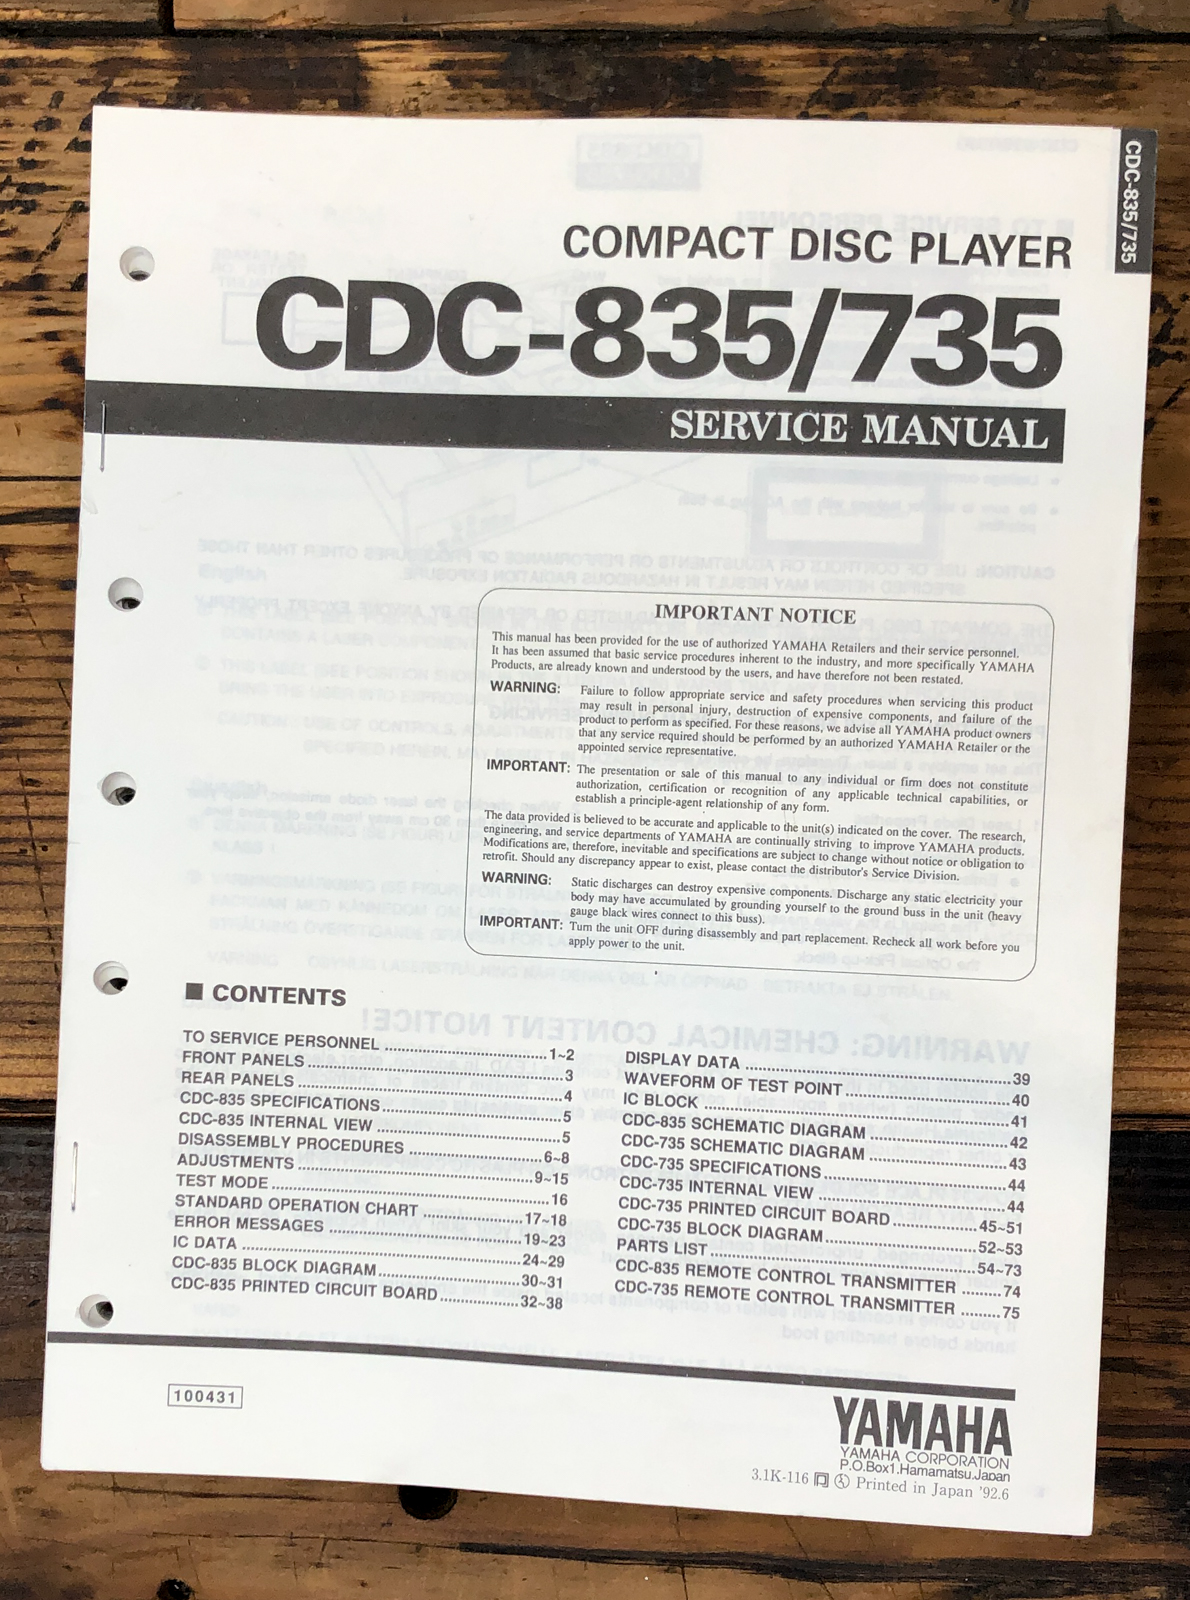 CDC-835/735
COMPACT DISC PLAYER
CDC-835/735
SERVICE MANUAL
IMPORTANT NOTICE
This manual has been provided for the use of authorized YAMAHA Retailers and their service personnel.
It has been assumed that basic service procedures inherent to the industry, and more specifically YAMAHA
Products, are already known and understood by the users, and have therefore not been restated.
WARNING: Failure to follow appropriate service and safety procedures when servicing this product
may result in personal injury, destruction of expensive components, and failure of the
product to perform as specified. For these reasons, we advise all YAMAHA product owners
that any service required should be performed by an authorized YAMAHA Retailer or the
appointed service representative.
IMPORTANT: The presentation or sale of this manual to any individual or firm does not constitute
authorization, certification or recognition of any applicable technical capabilities, or
establish a principle-agent relationship of any form.
The data provided is believed to be accurate and applicable to the unit(s) indicated on the cover. The research,
engineering, and service departments of YAMAHA are continually striving to improve YAMAHA products.
Modifications are, therefore, inevitable and specifications are subject to change without notice or obligation to
retrofit. Should any discrepancy appear to exist, please contact the distributor's Service Division.
WARNING: Static discharges can destroy expensive components. Discharge any static electricity your
body may have accumulated by grounding yourself to the ground buss in the unit (heavy
gauge black wires connect to this buss).
IMPORTANT: Turn the unit OFF during disassembly and part replacement. Recheck all work before you
apply power to the unit.
■ CONTENTS
TO SERVICE PERSONNEL ........ 1~2
FRONT PANELS ........ 3
REAR PANELS ........ 4
CDC-835 SPECIFICATIONS ........ 5
CDC-835 INTERNAL VIEW ........ 5
DISASSEMBLY PROCEDURES ........ 6~8
ADJUSTMENTS ........ 9~15
TEST MODE ........ 16
STANDARD OPERATION CHART ........ 17~18
ERROR MESSAGES ........ 19~23
IC DATA ........ 24~29
CDC-835 BLOCK DIAGRAM ........ 30~31
CDC-835 PRINTED CIRCUIT BOARD ........ 32~38
DISPLAY DATA ........ 39
WAVEFORM OF TEST POINT ........ 40
IC BLOCK ........ 41
CDC-835 SCHEMATIC DIAGRAM ........ 42
CDC-735 SCHEMATIC DIAGRAM ........ 43
CDC-735 SPECIFICATIONS ........ 44
CDC-735 INTERNAL VIEW ........ 44
CDC-735 PRINTED CIRCUIT BOARD ........ 45~51
CDC-735 BLOCK DIAGRAM ........ 52~53
PARTS LIST ........ 54~73
CDC-835 REMOTE CONTROL TRANSMITTER ........ 74
CDC-735 REMOTE CONTROL TRANSMITTER ........ 75
100431
YAMAHA
YAMAHA CORPORATION
P.O.Box1,Hamamatsu,Japan
3.1K-116 Printed in Japan '92.6